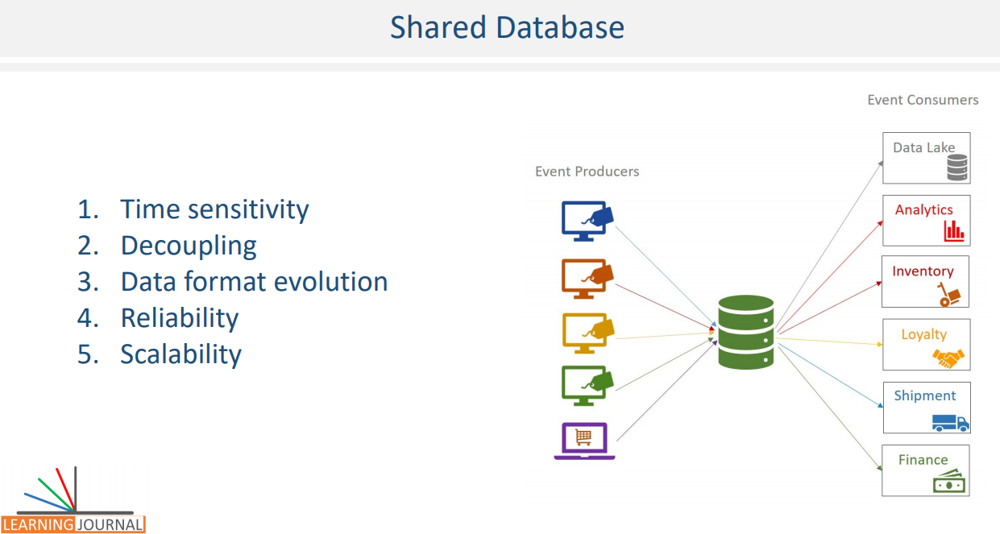 Shared Database
Event Consumers
Data Lake
Event Producers
Analytics
1. Time sensitivity
2. Decoupling
3. Data format evolution
4. Reliability
5. Scalability
Inventory
Loyalty
Shipment
Finance
LEARNING JOURNAL